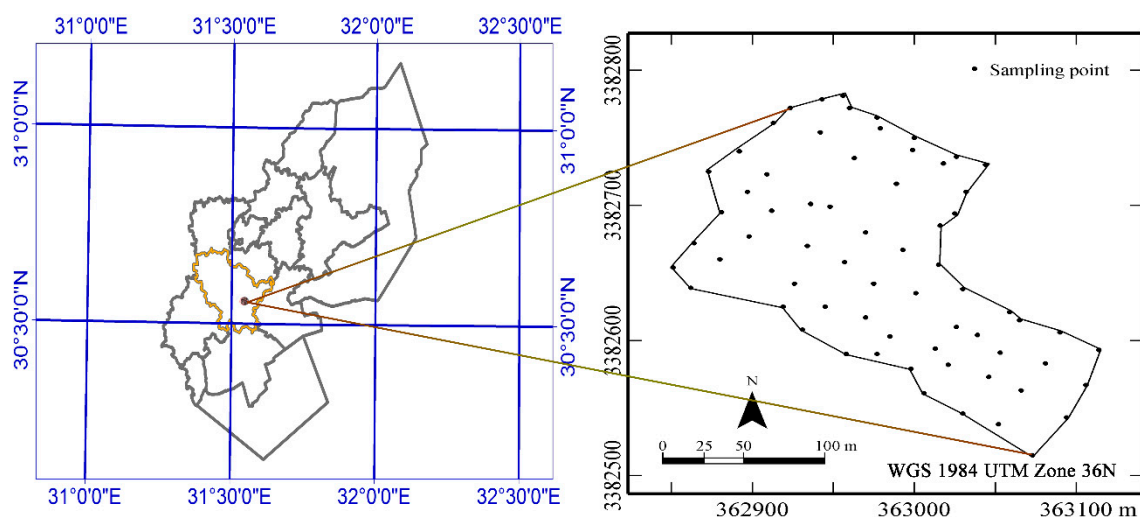 31°0'0"E 31°30'0"E 32°0'0"E 32°30'0"E
31°0'0"N
30°30'0"N
31°0'0"N
30°30'0"N
31°0'0"E 31°30'0"E 32°0'0"E 32°30'0"E
3382800
3382700
3382600
3382500
Sampling point
N
0 25 50 100 m
WGS 1984 UTM Zone 36N
362900 363000 363100 m